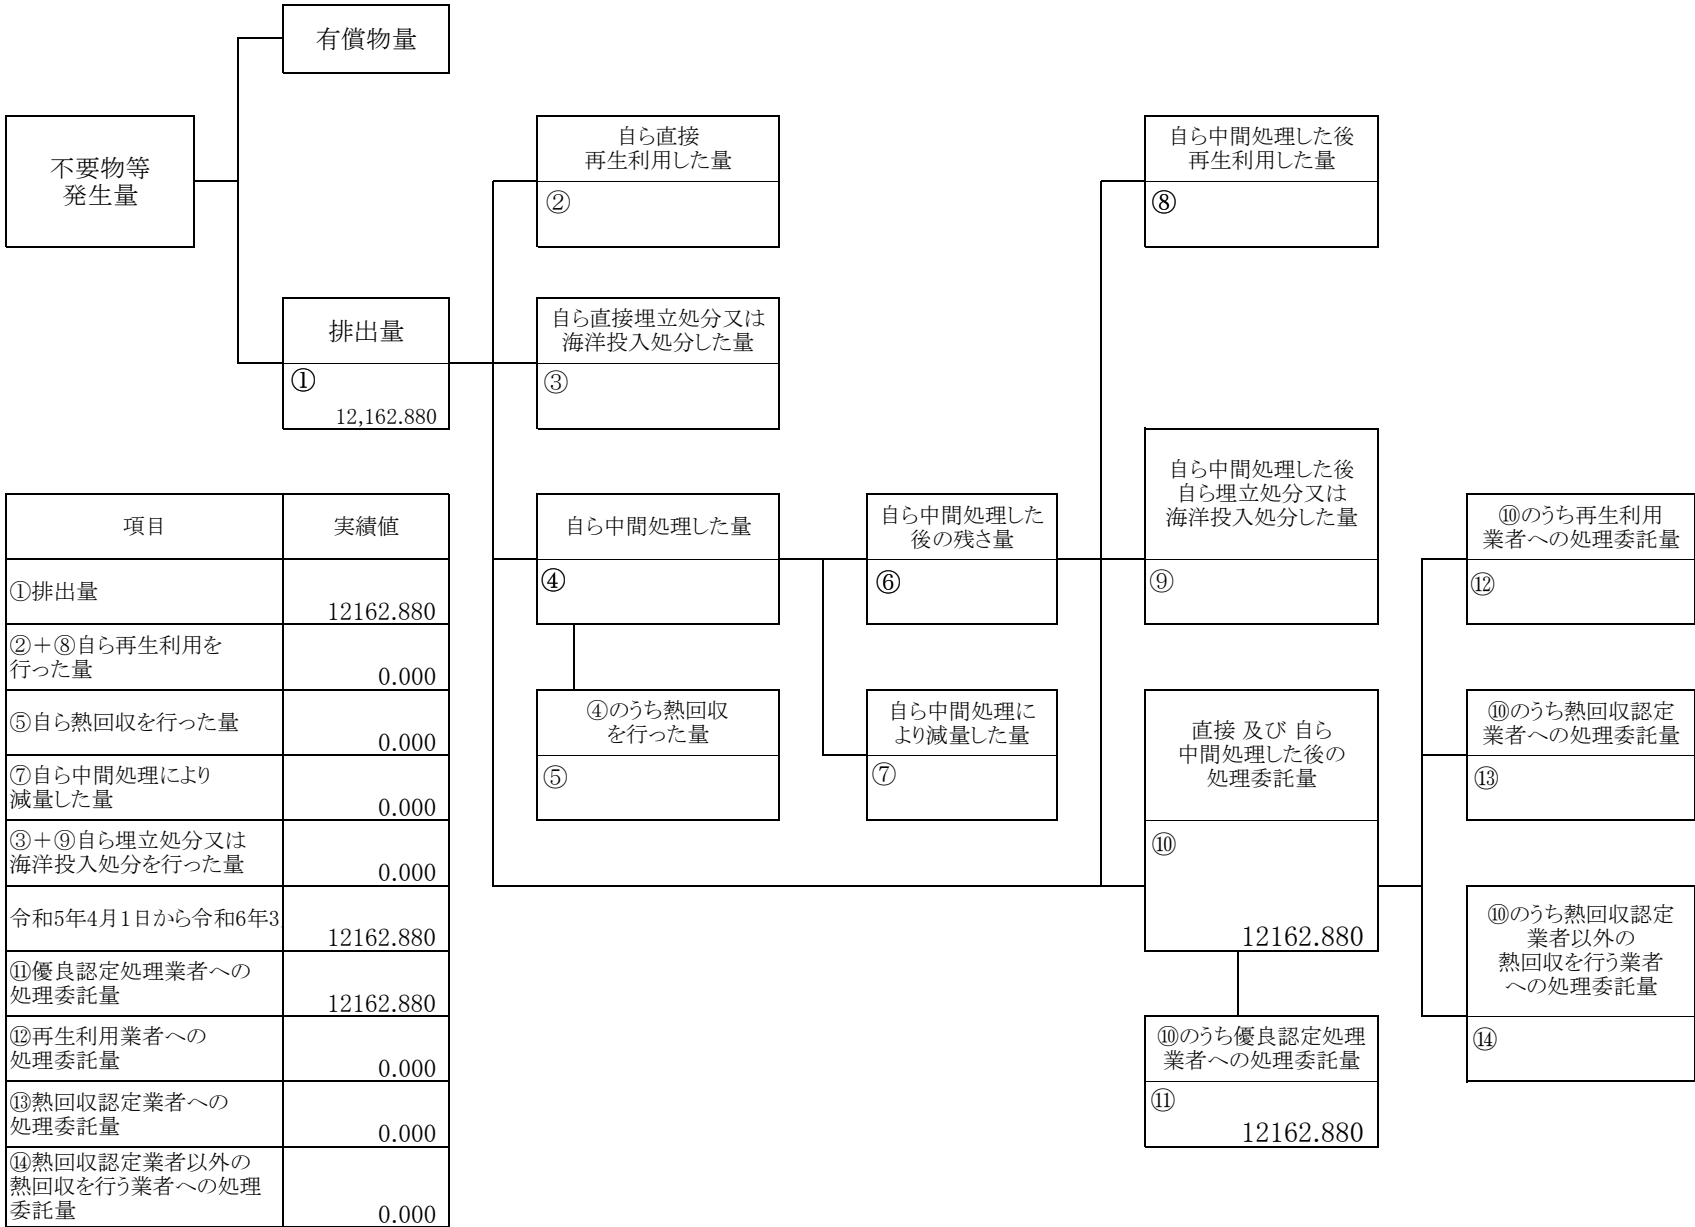 有償物量
不要物等
発生量
排出量
①
12,162.880
自ら直接
再生利用した量
②
自ら直接埋立処分又は
海洋投入処分した量
③
自ら中間処理した量
④
④のうち熱回収
を行った量
⑤
自ら中間処理した
後の残さ量
⑥
自ら中間処理に
より減量した量
⑦
自ら中間処理した後
再生利用した量
⑧
自ら中間処理した後
自ら埋立処分又は
海洋投入処分した量
⑨
直接 及び 自ら
中間処理した後の
処理委託量
⑩
12162.880
⑩のうち優良認定処理
業者への処理委託量
⑪
12162.880
⑩のうち再生利用
業者への処理委託量
⑫
⑩のうち熱回収認定
業者への処理委託量
⑬
⑩のうち熱回収認定
業者以外の
熱回収を行う業者
への処理委託量
⑭
項目 実績値
①排出量
12162.880
②＋⑧自ら再生利用を
行った量
0.000
⑤自ら熱回収を行った量
0.000
⑦自ら中間処理により
減量した量
0.000
③＋⑨自ら埋立処分又は
海洋投入処分を行った量
0.000
令和5年4月1日から令和6年3
12162.880
⑪優良認定処理業者への
処理委託量
12162.880
⑫再生利用業者への
処理委託量
0.000
⑬熱回収認定業者への
処理委託量
0.000
⑭熱回収認定業者以外の
熱回収を行う業者への処理
委託量
0.000